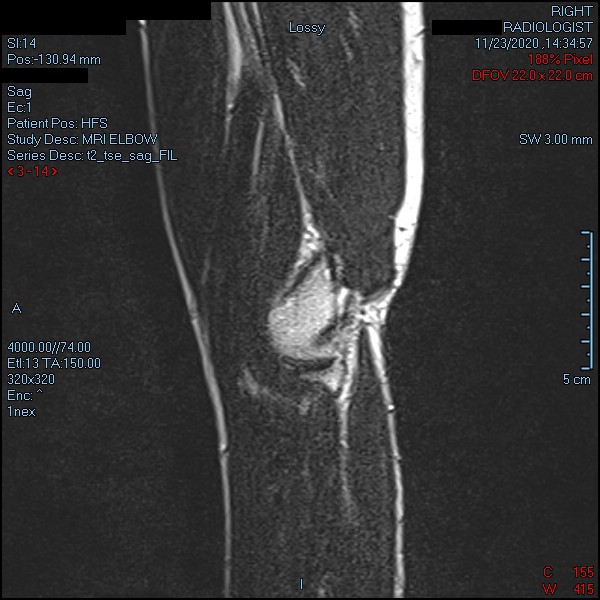 RIGHT
Lossy
RADIOLOGIST
SI:14
11/23/2020 ,14:34:57
Pos:-130.94 mm
188% Pixel
DFOV 22.0 x 22.0 cm
Sag
Ec:1
Patient Pos: HFS
Study Desc: MRI ELBOW
SW 3.00 mm
Series Desc: t2_tse_sag_FIL
< 3 - 14 >
A
4000.00//74.00
Etl:13 TA:150.00
320x320
5 cm
Enc: ^
1nex
C 155
I
W 415